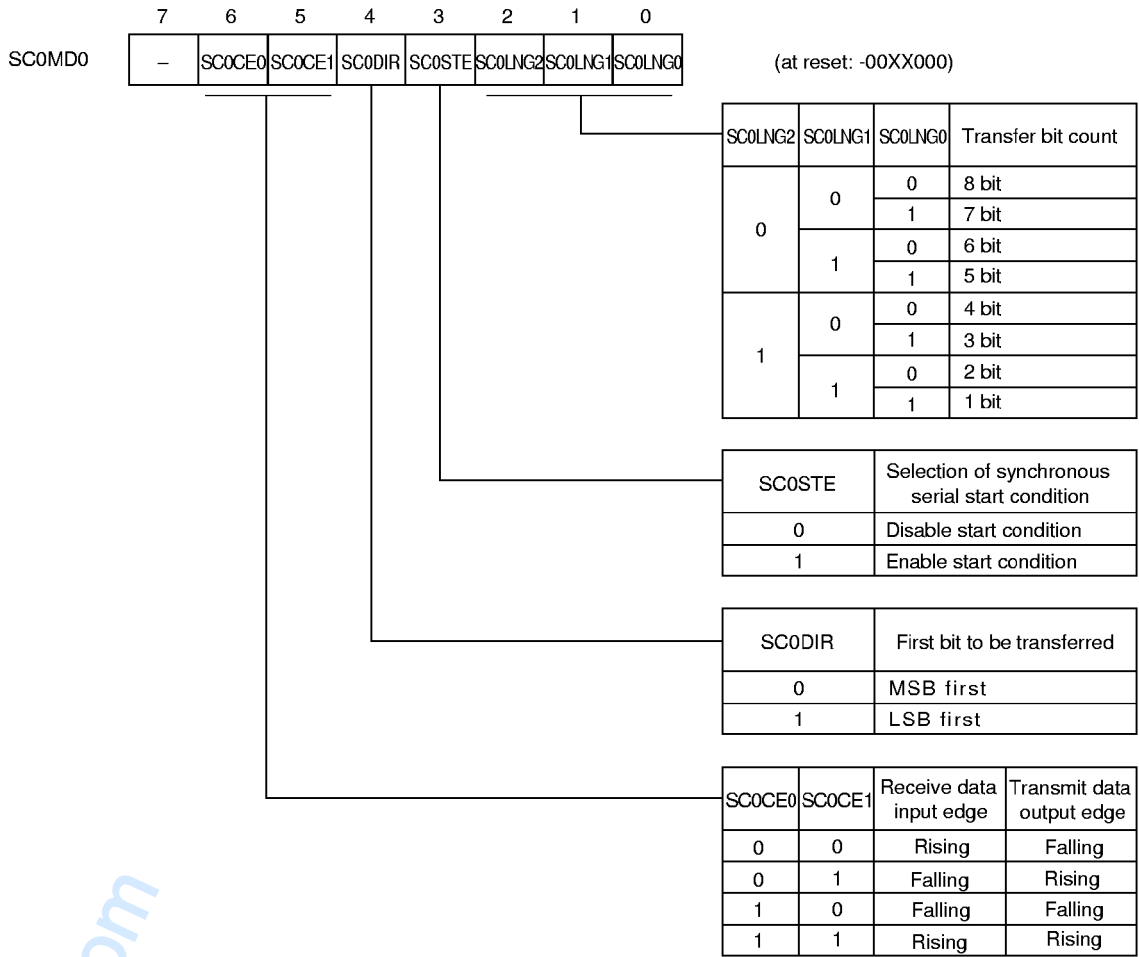 7 6 5 4 3 2 1 0
SC0MD0 – SC0CE0 SC0CE1 SC0DIR SC0STE SC0LNG2 SC0LNG1 SC0LNG0 (at reset: -00XX000)
SC0LNG2 SC0LNG1 SC0LNG0 Transfer bit count
0 0 0 8 bit
1 7 bit
1 0 6 bit
1 5 bit
1 0 0 4 bit
1 3 bit
1 0 2 bit
1 1 bit
SC0STE Selection of synchronous
serial start condition
0 Disable start condition
1 Enable start condition
SC0DIR First bit to be transferred
0 MSB first
1 LSB first
SC0CE0 SC0CE1 Receive data Transmit data
input edge output edge
0 0 Rising Falling
0 1 Falling Rising
1 0 Falling Falling
1 1 Rising Rising
om